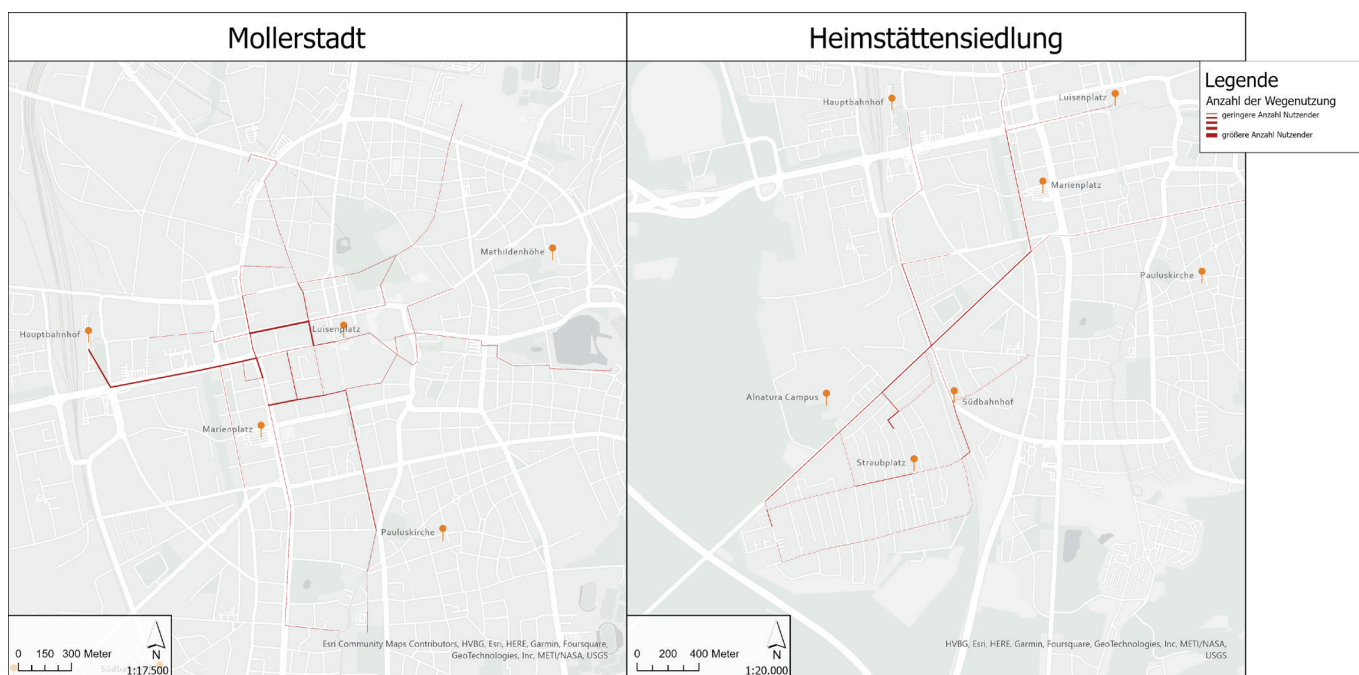 Mollerstadt
Mathildenhöhe
Hauptbahnhof
Luisenplatz
Marienplatz
Pauluskirche
0 150 300 Meter
N
1:17.500
Südbahnhof
Esri Community Maps Contributors, HVBG, Esri, HERE, Garmin, Foursquare,
GeoTechnologies, Inc, METI/NASA, USGS
Heimstättensiedlung
Hauptbahnhof
Luisenplatz
Marienplatz
Pauluskirche
Alnatura Campus
Südbahnhof
Straubplatz
0 200 400 Meter
N
1:20.000
HVBG, Esri, HERE, Garmin, Foursquare, GeoTechnologies, Inc, METI/NASA,
USGS
Legende
Anzahl der Wegenutzung
geringere Anzahl Nutzender
größere Anzahl Nutzender